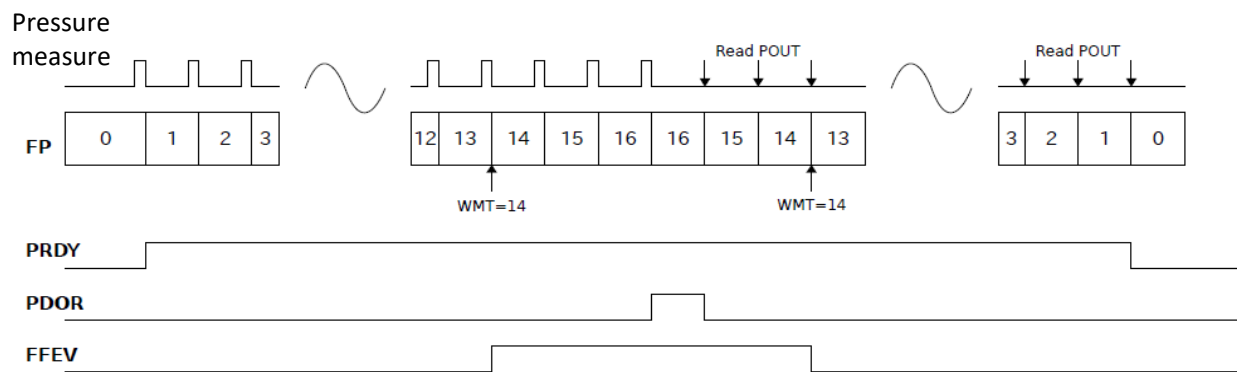 Pressure
measure
Read POUT
Read POUT
FP
0 1 2 3 12 13 14 15 16 16 15 14 13 3 2 1 0
WMT=14
WMT=14
PRDY
PDOR
FFEV